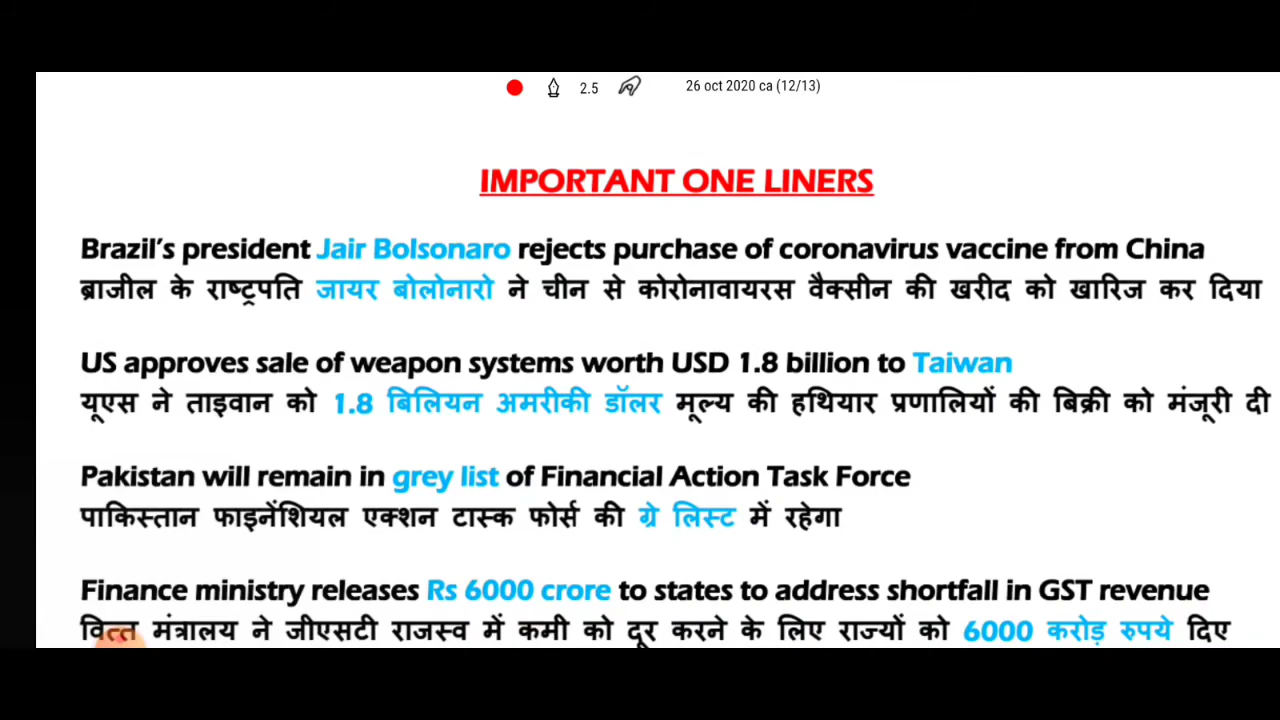 2.5 26 oct 2020 ca (12/13)
IMPORTANT ONE LINERS
Brazil's president Jair Bolsonaro rejects purchase of coronavirus vaccine from China
ब्राजील के राष्ट्रपति जायर बोलोनारो ने चीन से कोरोनावायरस वैक्सीन की खरीद को खारिज कर दिया
US approves sale of weapon systems worth USD 1.8 billion to Taiwan
यूएस ने ताइवान को 1.8 बिलियन अमरीकी डॉलर मूल्य की हथियार प्रणालियों की बिक्री को मंजूरी दी
Pakistan will remain in grey list of Financial Action Task Force
पाकिस्तान फाइनेंशियल एक्शन टास्क फोर्स की ग्रे लिस्ट में रहेगा
Finance ministry releases Rs 6000 crore to states to address shortfall in GST revenue
वित्त मंत्रालय ने जीएसटी राजस्व में कमी को दूर करने के लिए राज्यों को 6000 करोड़ रुपये दिए